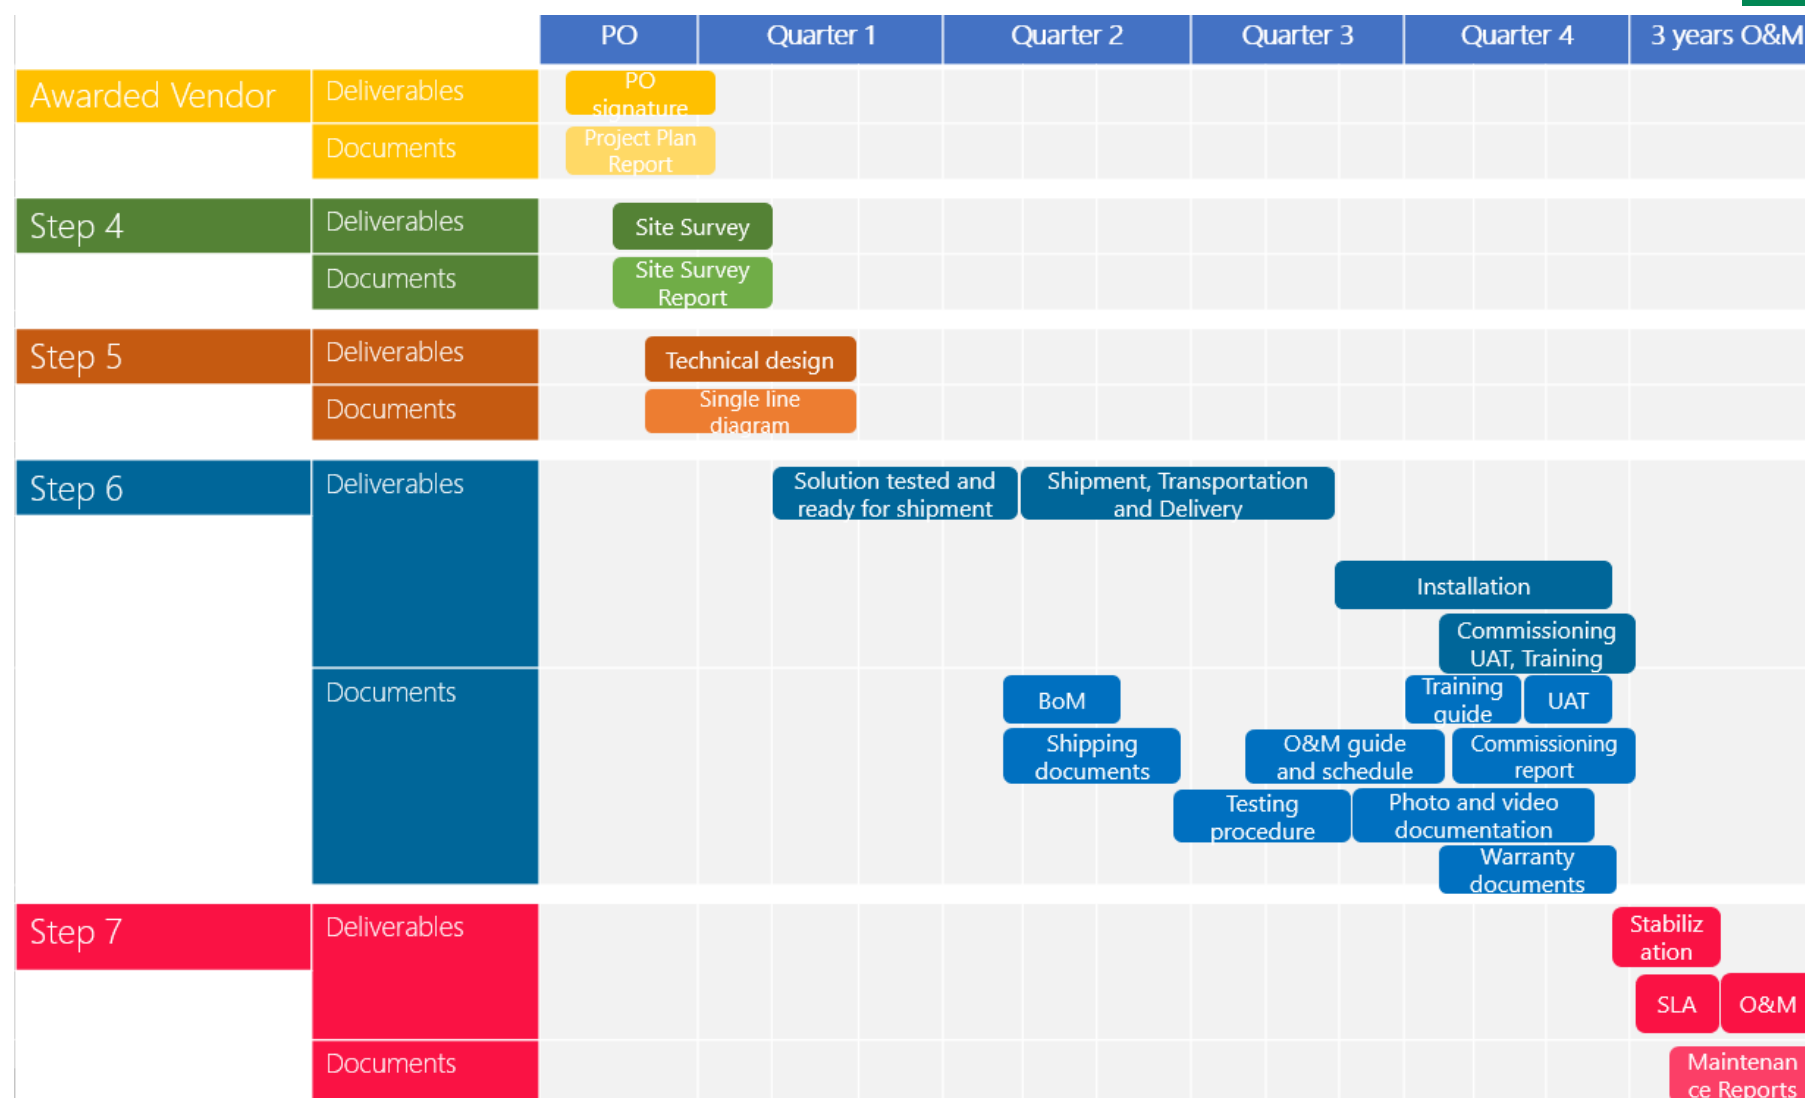 PO
Quarter 1
Quarter 2
Quarter 3
Quarter 4
3 years O&M
Awarded Vendor
Deliverables
PO
signature
Documents
Project Plan
Report
Step 4
Deliverables
Site Survey
Documents
Site Survey
Report
Step 5
Deliverables
Technical design
Documents
Single line
diagram
Step 6
Deliverables
Solution tested and
ready for shipment
Shipment, Transportation
and Delivery
Installation
Commissioning
UAT, Training
Documents
BoM
Training
guide
UAT
Shipping
documents
O&M guide
and schedule
Commissioning
report
Testing
procedure
Photo and video
documentation
Warranty
documents
Step 7
Deliverables
Stabiliz
ation
SLA
O&M
Documents
Maintenan
ce Reports